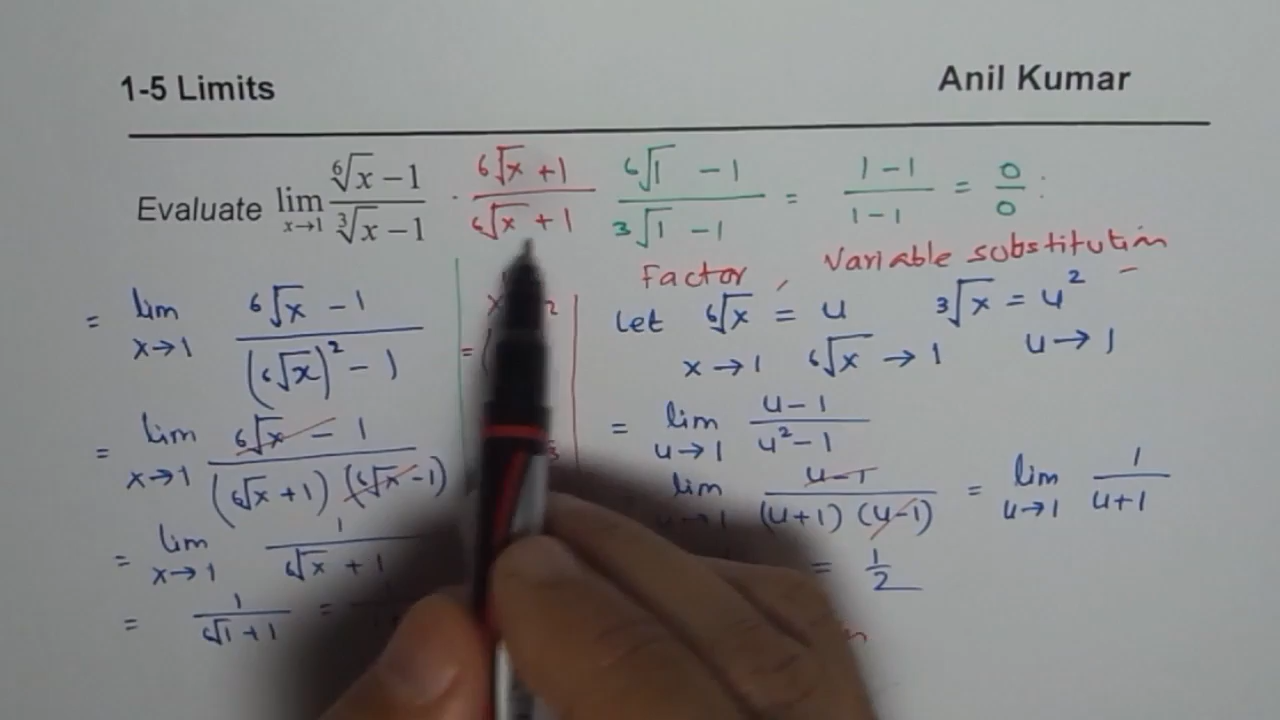 1-5 Limits
Anil Kumar
Evaluate lim x→1 (⁶√x − 1)/(³√x − 1) · (⁶√x + 1)/(⁶√x + 1)
(⁶√1 − 1)/(³√1 − 1) = (1 − 1)/(1 − 1) = 0/0 :
= lim x→1 (⁶√x − 1)/((⁶√x)² − 1)
= lim x→1 (⁶√x − 1)/((⁶√x + 1)(⁶√x − 1))
= lim x→1 1/(⁶√x + 1)
= 1/(⁶√1 + 1) =
= (
Factor, Variable substitution
Let ⁶√x = u ³√x = u²
x→1 ⁶√x → 1 u→1
= lim u→1 (u − 1)/(u² − 1)
lim u→1 (u − 1)/((u + 1)(u − 1)) = lim u→1 1/(u + 1)
= 1/2